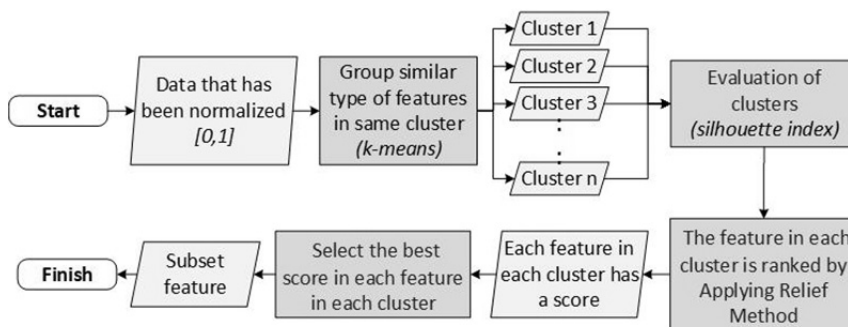 Start
Data that has
been normalized
[0,1]
Group similar
type of features
in same cluster
(k-means)
Cluster 1
Cluster 2
Cluster 3
Cluster n
Evaluation of
clusters
(silhouette index)
The feature in each
cluster is ranked by
Applying Relief
Method
Each feature in
each cluster has
a score
Select the best
score in each feature
in each cluster
Subset
feature
Finish